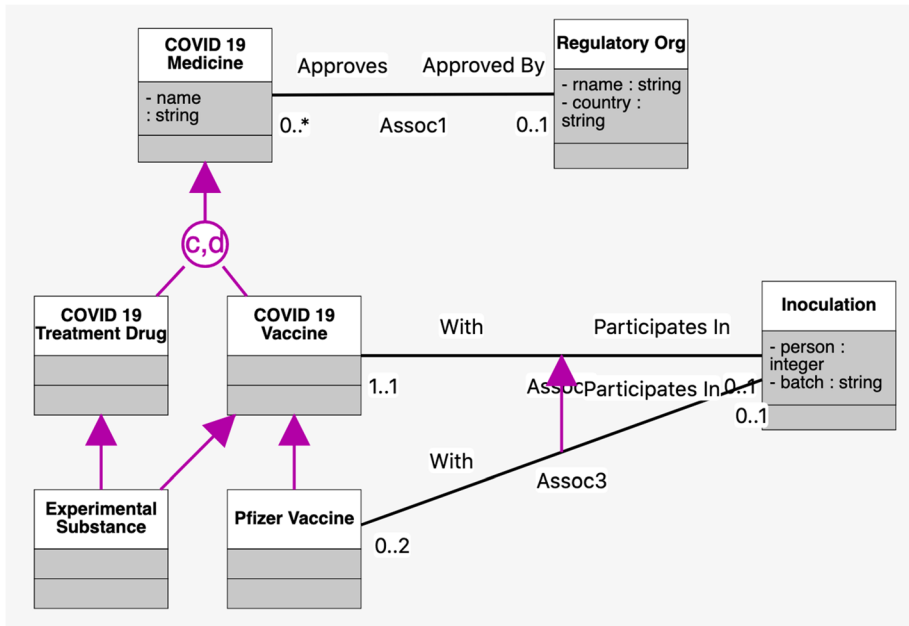 COVID 19
Medicine
- name
: string
Approves
Approved By
0..*
Assoc1
0..1
Regulatory Org
- rname : string
- country :
string
c,d
COVID 19
Treatment Drug
COVID 19
Vaccine
With
Participates In
1..1
Assoc
Participates In
0..1
0..1
Inoculation
- person :
integer
- batch : string
With
Assoc3
0..2
Experimental
Substance
Pfizer Vaccine